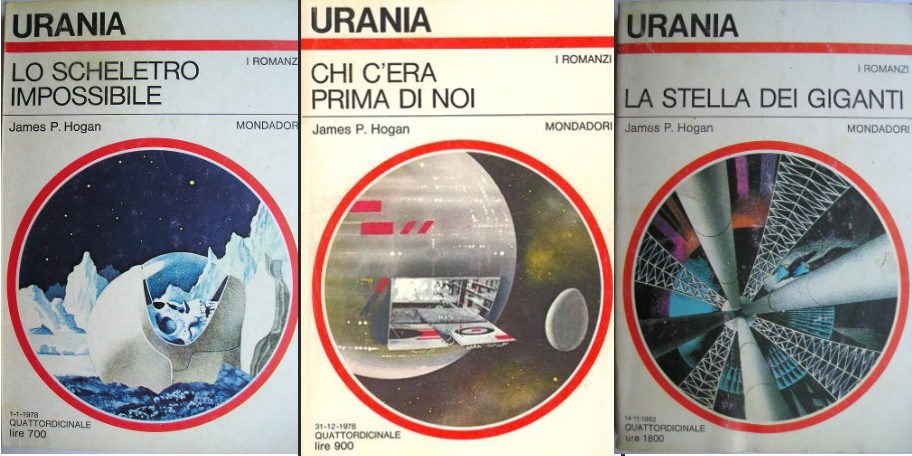 URANIA
I ROMANZ
LO SCHELETRO
IMPOSSIBILE
James P. Hogan
MONDADOR
1-1-1978
QUATTORDICINALE
lire 700
URANIA
I ROMANZI
CHI C'ERA
PRIMA DI NOI
James P. Hogan
MONDADORI
31-12-1978
QUATTORDICINALE
lire 900
URANIA
I ROMANZI
LA STELLA DEI GIGANTI
James P. Hogan
MONDADORI
14-11-1982
QUATTORDICINALE
lire 1800